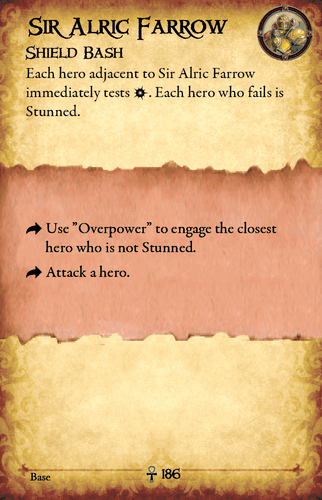 Sir Alric Farrow
Shield Bash
Each hero adjacent to Sir Alric Farrow
immediately tests . Each hero who fails is
Stunned.
Use ”Overpower” to engage the closest
hero who is not Stunned.
Attack a hero.
Base
186